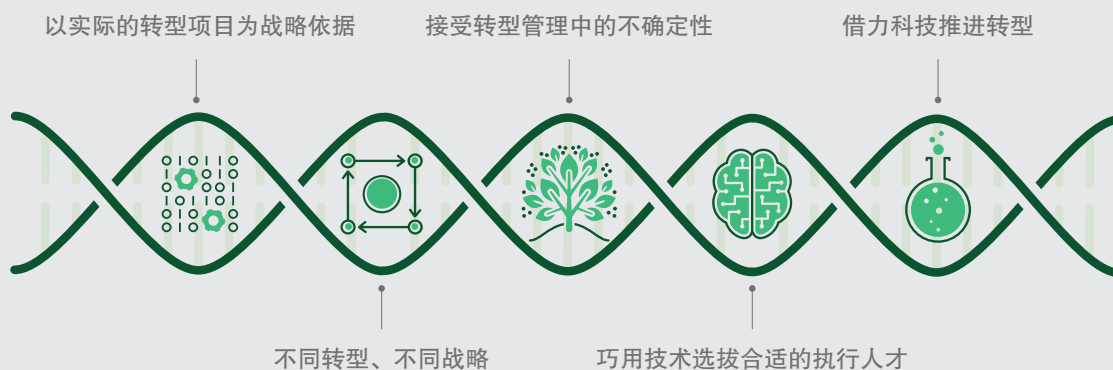 以实际的转型项目为战略依据
接受转型管理中的不确定性
借力科技推进转型
不同转型、不同战略
巧用技术选拔合适的执行人才